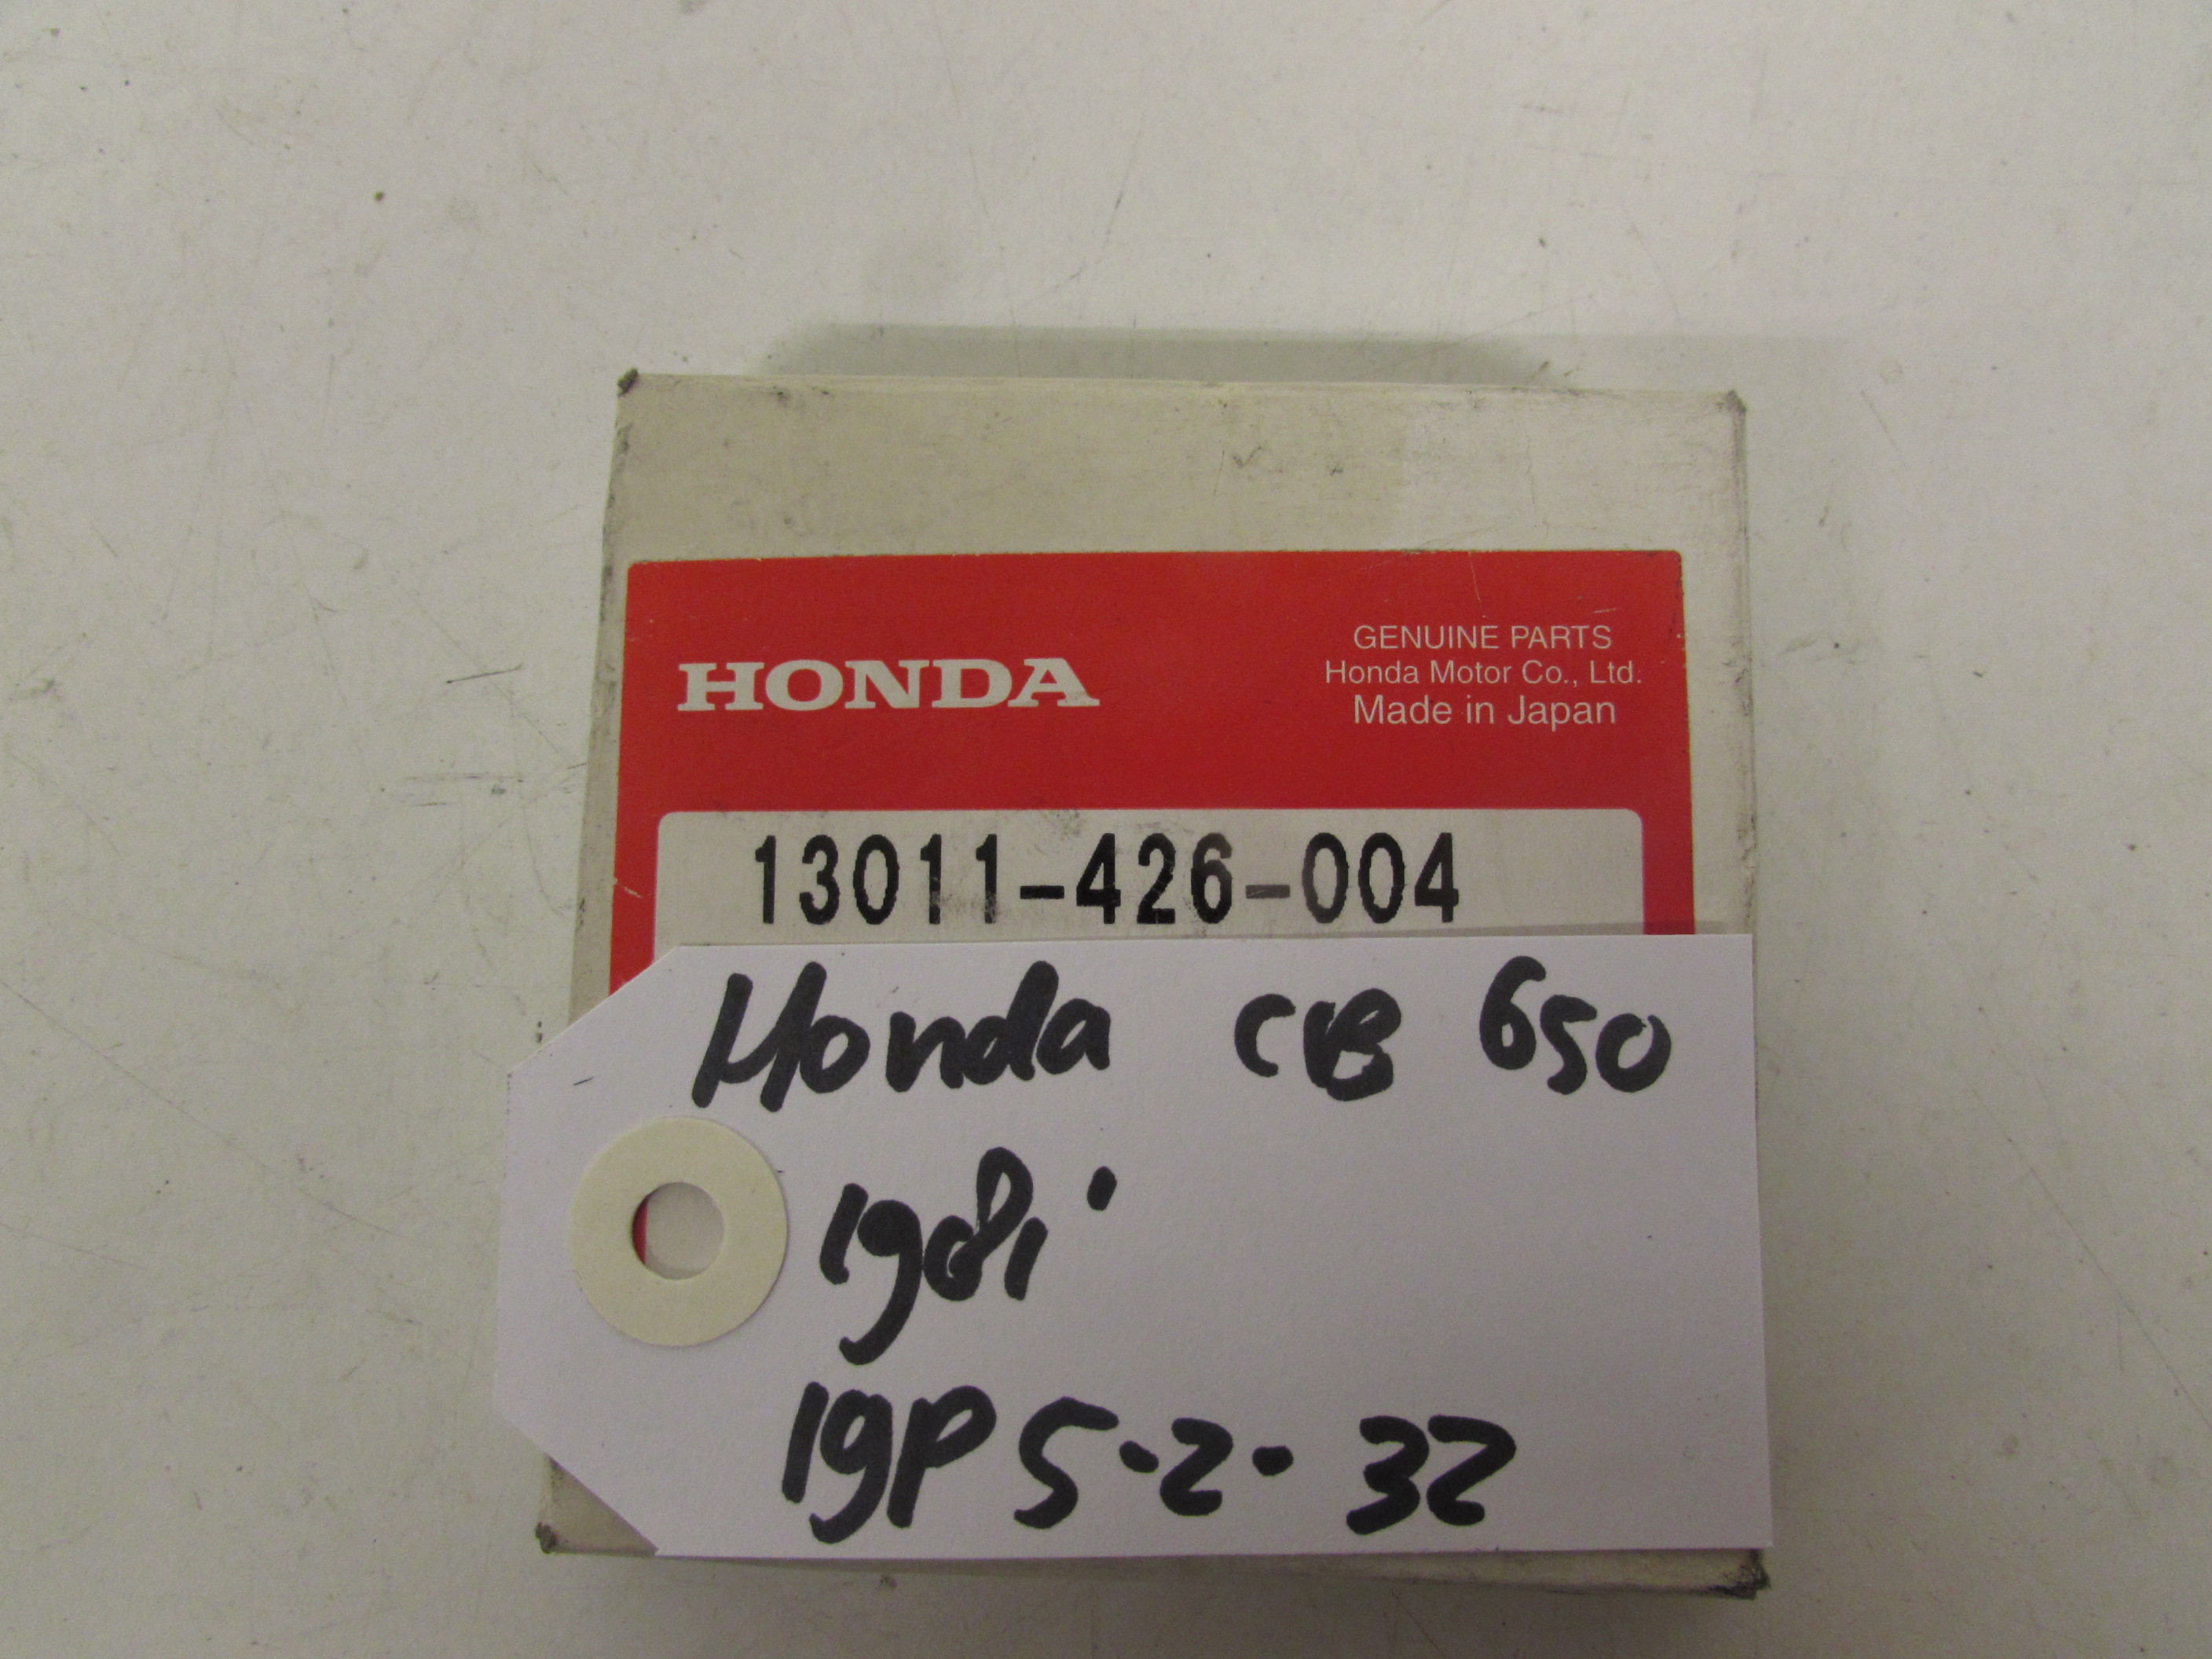 HONDA
GENUINE PARTS
Honda Motor Co., Ltd.
Made in Japan
13011-426-004
Honda CB 650
1981'
19P5-2-32